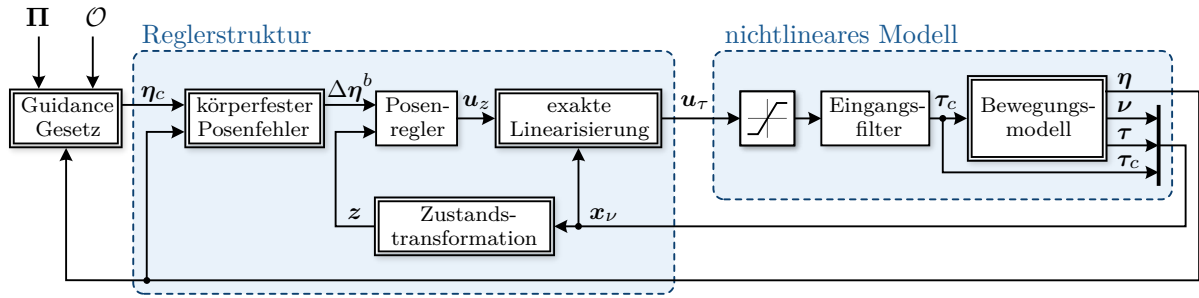 Π
𝒪
Reglerstruktur
nichtlineares Modell
Guidance
Gesetz
η_c
körperfester
Posenfehler
Δη^b
Posen-
regler
u_z
exakte
Linearisierung
u_τ
Eingangs-
filter
τ_c
Bewegungs-
modell
η
ν
τ
τ_c
z
Zustands-
transformation
x_ν